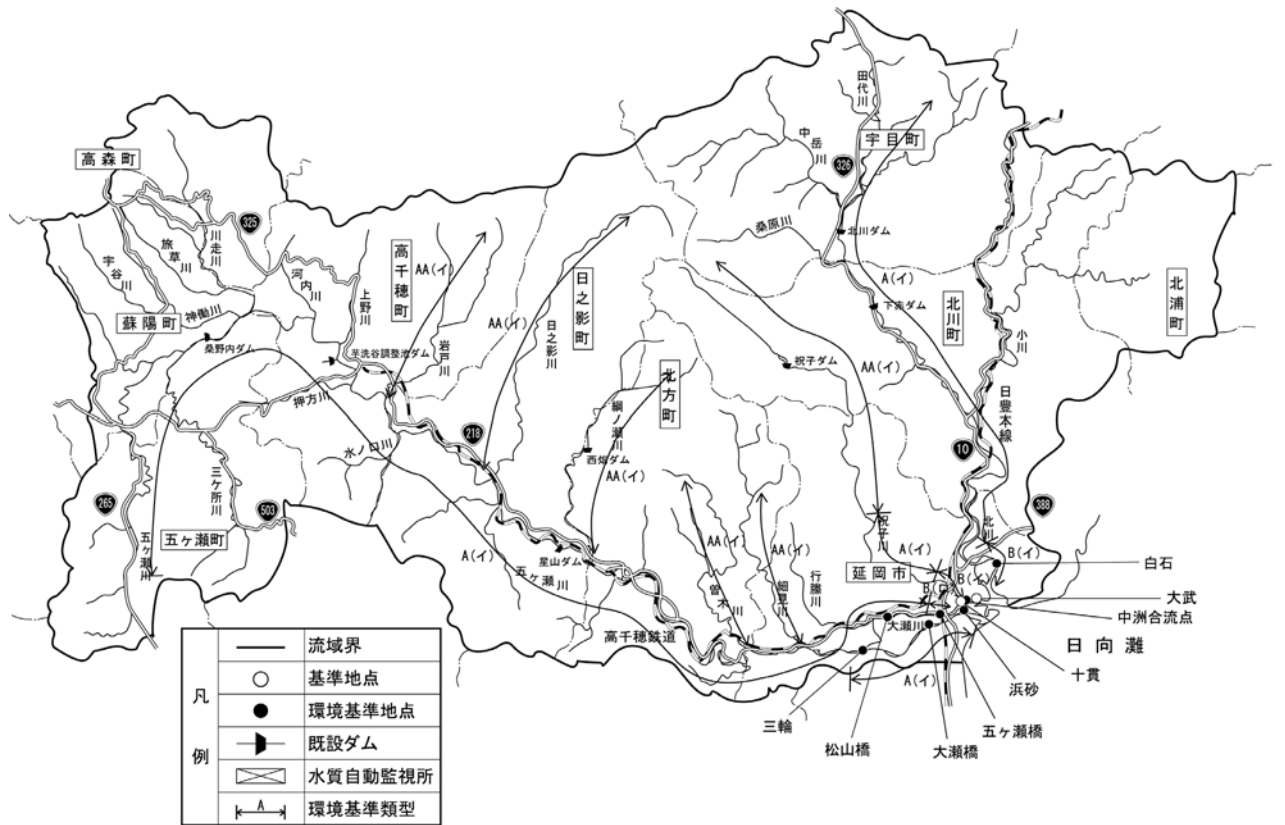 田代川
中岳川
宇目町
326
高森町
325
川走川
旅草川
宇谷川
河内川
高千穂町
AA(イ)
上野川
蘇陽町
神働川
桑野内ダム
芋洗谷調整池ダム
岩戸川
押方川
水ノ口川
AA(イ)
日之影町
日之影川
北方町
綱ノ瀬川
西畑ダム
AA(イ)
218
桑原川
北川ダム
A(イ)
下赤ダム
北川町
北浦町
小川
祝子ダム
AA(イ)
日豊本線
10
388
265
三ケ所川
503
五ヶ瀬町
五ヶ瀬川
A(イ)
五ヶ瀬川
星山ダム
AA(イ)
曽木川
AA(イ)
細見川
行縢川
祝子川
A(イ)
北川
B(イ)
延岡市
B(イ)
白石
大武
中洲合流点
日向灘
十貫
浜砂
五ヶ瀬橋
大瀬橋
松山橋
三輪
大瀬川
A(イ)
高千穂鉄道
凡例
流域界
基準地点
環境基準地点
既設ダム
水質自動監視所
A
環境基準類型